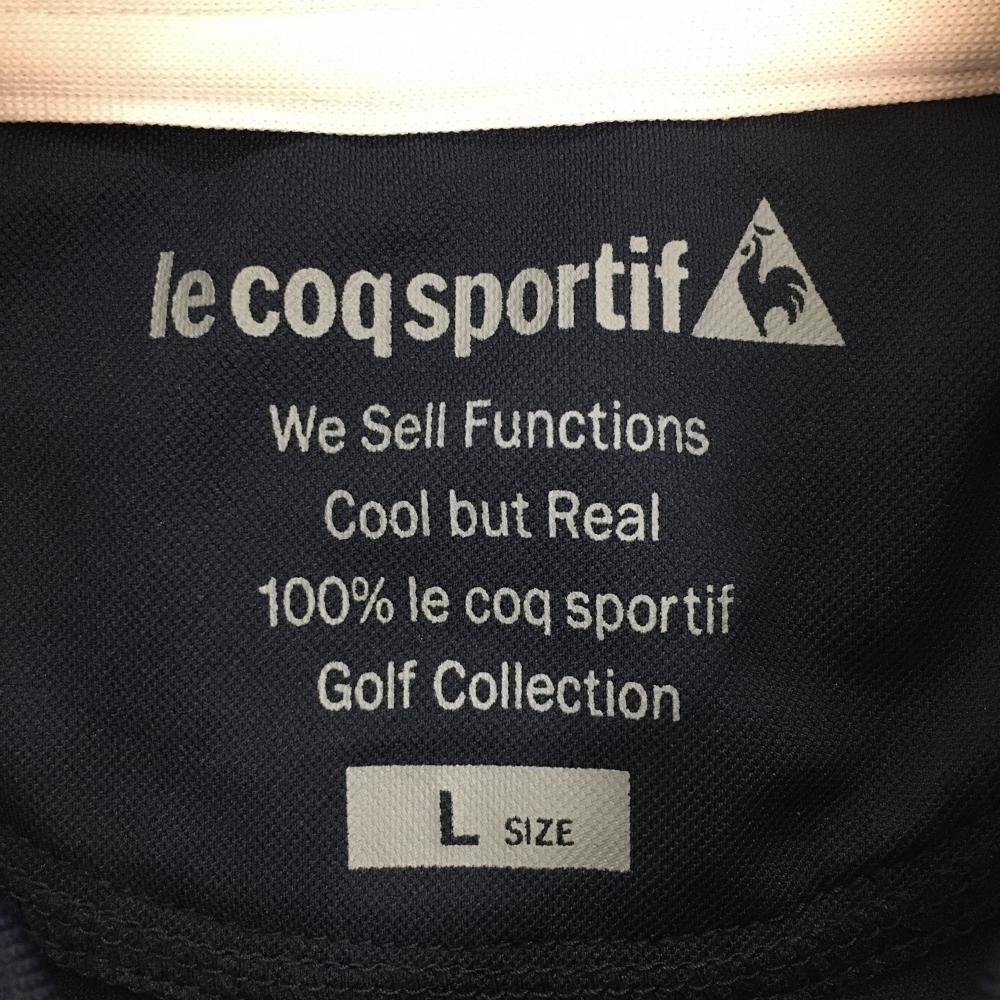 le coq sportif
We Sell Functions
Cool but Real
100% le coq sportif
Golf Collection
L SIZE